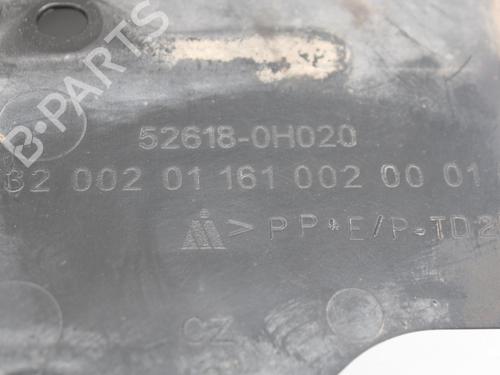 B-PARTS
52618-0H020
32 002 01 161 002 00 01
> PP*E/P-TD2
CZ